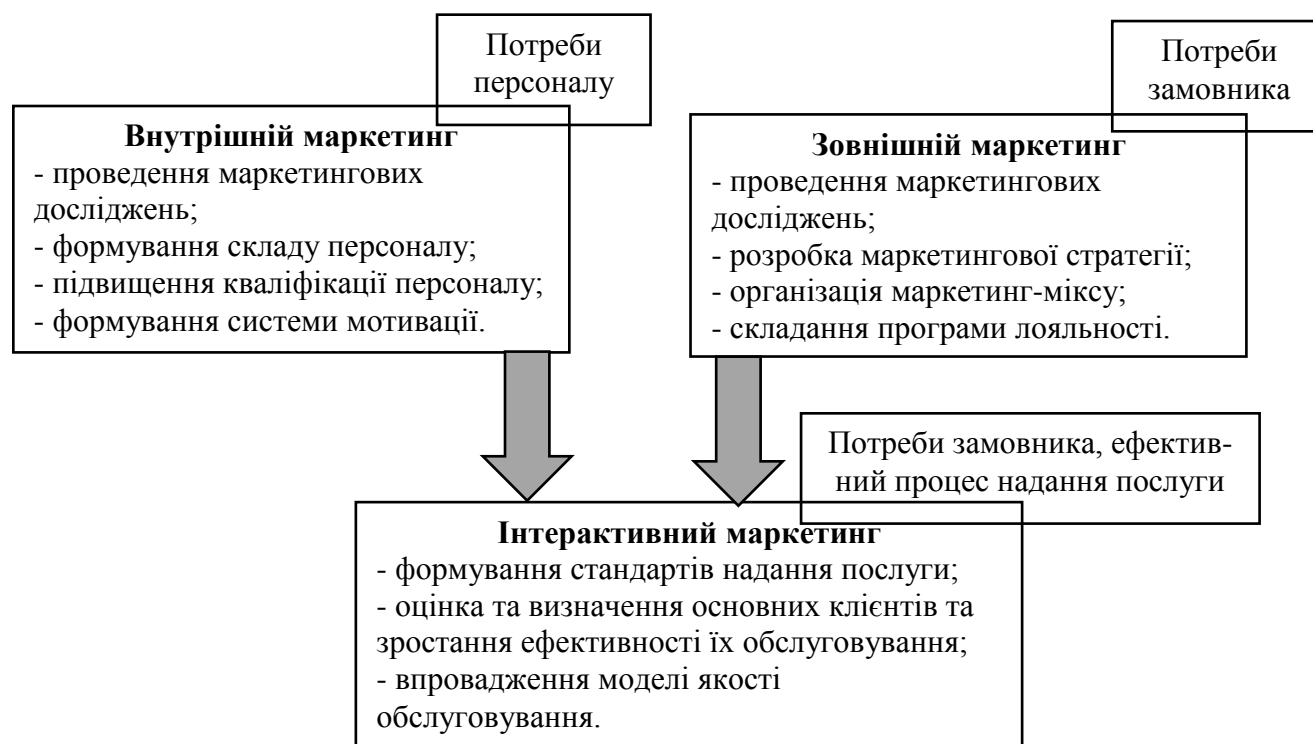 Потреби
персоналу
Потреби
замовника
Внутрішній маркетинг
- проведення маркетингових
досліджень;
- формування складу персоналу;
- підвищення кваліфікації персоналу;
- формування системи мотивації.
Зовнішній маркетинг
- проведення маркетингових
досліджень;
- розробка маркетингової стратегії;
- організація маркетинг-міксу;
- складання програми лояльності.
Потреби замовника, ефектив-
ний процес надання послуги
Інтерактивний маркетинг
- формування стандартів надання послуги;
- оцінка та визначення основних клієнтів та
зростання ефективності їх обслуговування;
- впровадження моделі якості
обслуговування.